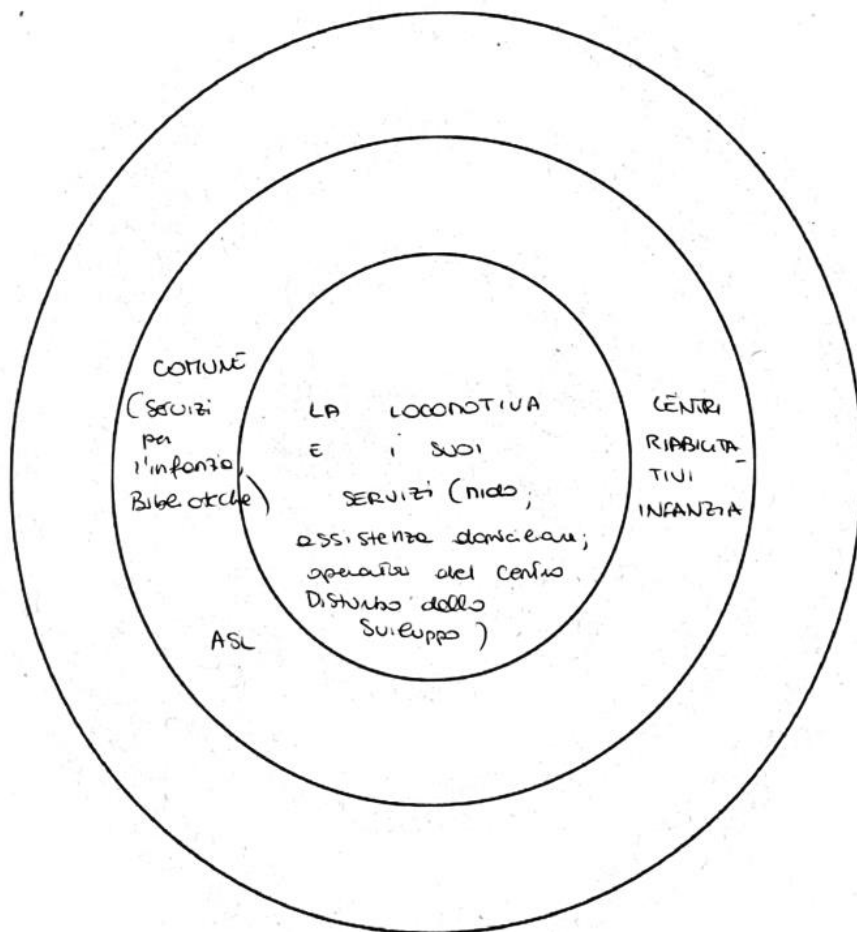 COMUNE
(SERVIZI
per
l'infanzia,
Biblioteche)
LA LOCOMOTIVA
E i SUOI
SERVIZI (nido;
assistenza domiciliare;
operatori del Centro
Disturbo dello
Sviluppo)
CENTRI
RIABILITA-
TIVI
INFANZIA
ASL